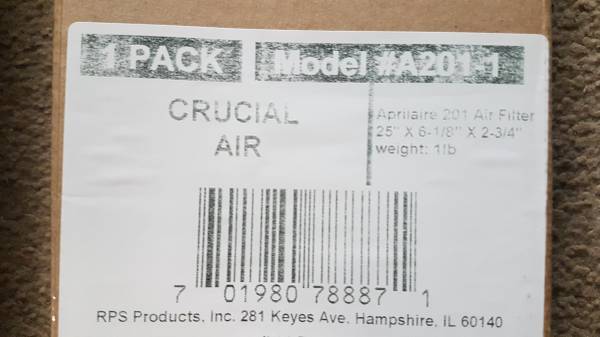 1 PACK
Model #A201-1
CRUCIAL
AIR
Aprilaire 201 Air Filter
25" X 6-1/8" X 2-3/4"
weight: 1lb
7 01980 78887 1
RPS Products, Inc. 281 Keyes Ave. Hampshire, IL 60140